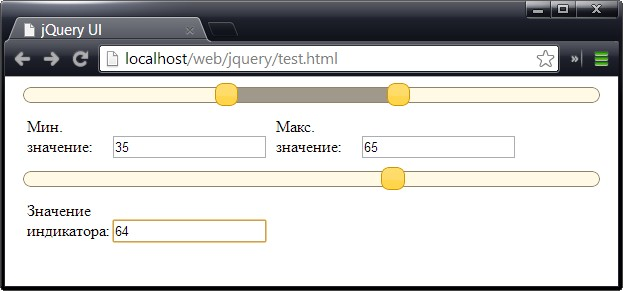 jQuery UI
localhost/web/jquery/test.html
Мин. значение: 35 Макс. значение: 65
Значение индикатора: 64